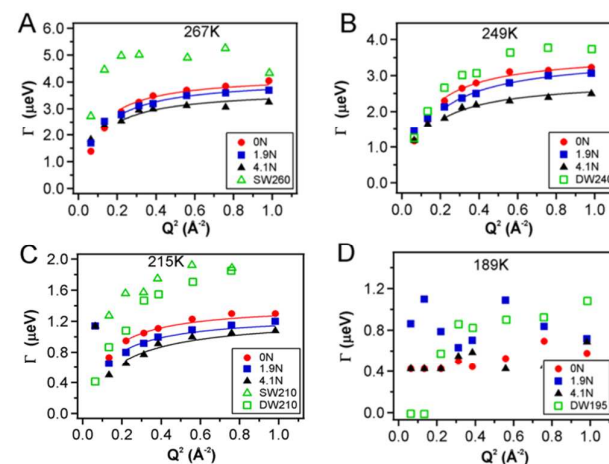 A
267K
6.0
5.0
4.0
3.0
2.0
1.0
0.0
Γ (μeV)
0N
1.9N
4.1N
SW260
0.0 0.2 0.4 0.6 0.8 1.0
Q² (Å⁻²)
B
249K
4.0
3.0
2.0
1.0
0.0
Γ (μeV)
0N
1.9N
4.1N
DW240
0.0 0.2 0.4 0.6 0.8 1.0
Q² (Å⁻²)
C
215K
2.0
1.6
1.2
0.8
0.4
0.0
Γ (μeV)
0N
1.9N
4.1N
SW210
DW210
0.0 0.2 0.4 0.6 0.8 1.0
Q² (Å⁻²)
D
189K
1.2
0.8
0.4
0.0
Γ (μeV)
0N
1.9N
4.1N
DW195
0.0 0.2 0.4 0.6 0.8 1.0
Q² (Å⁻²)